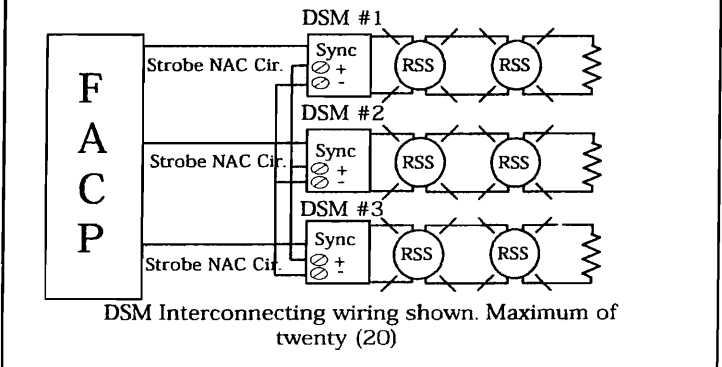 DSM #1
Sync
+
-
Strobe NAC Cir.
RSS
RSS
F
A
C
P
DSM #2
Sync
+
-
Strobe NAC Cir.
RSS
RSS
DSM #3
Sync
+
-
Strobe NAC Cir.
RSS
RSS
DSM Interconnecting wiring shown. Maximum of
twenty (20)